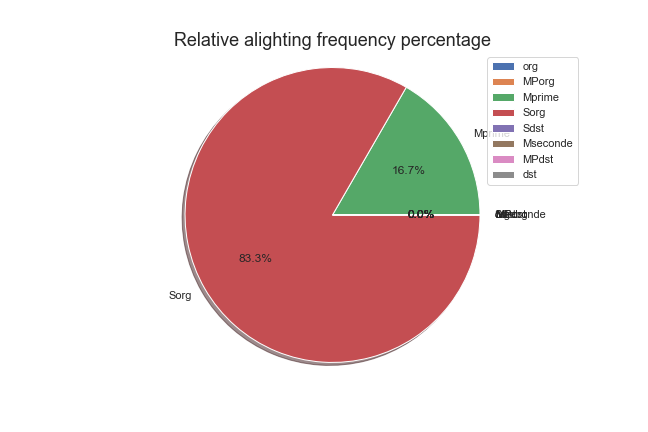 Relative alighting frequency percentage
org
MPorg
Mprime
Sorg
Sdst
Mseconde
MPdst
dst
Mprime
16.7%
0.0%
83.3%
Sorg